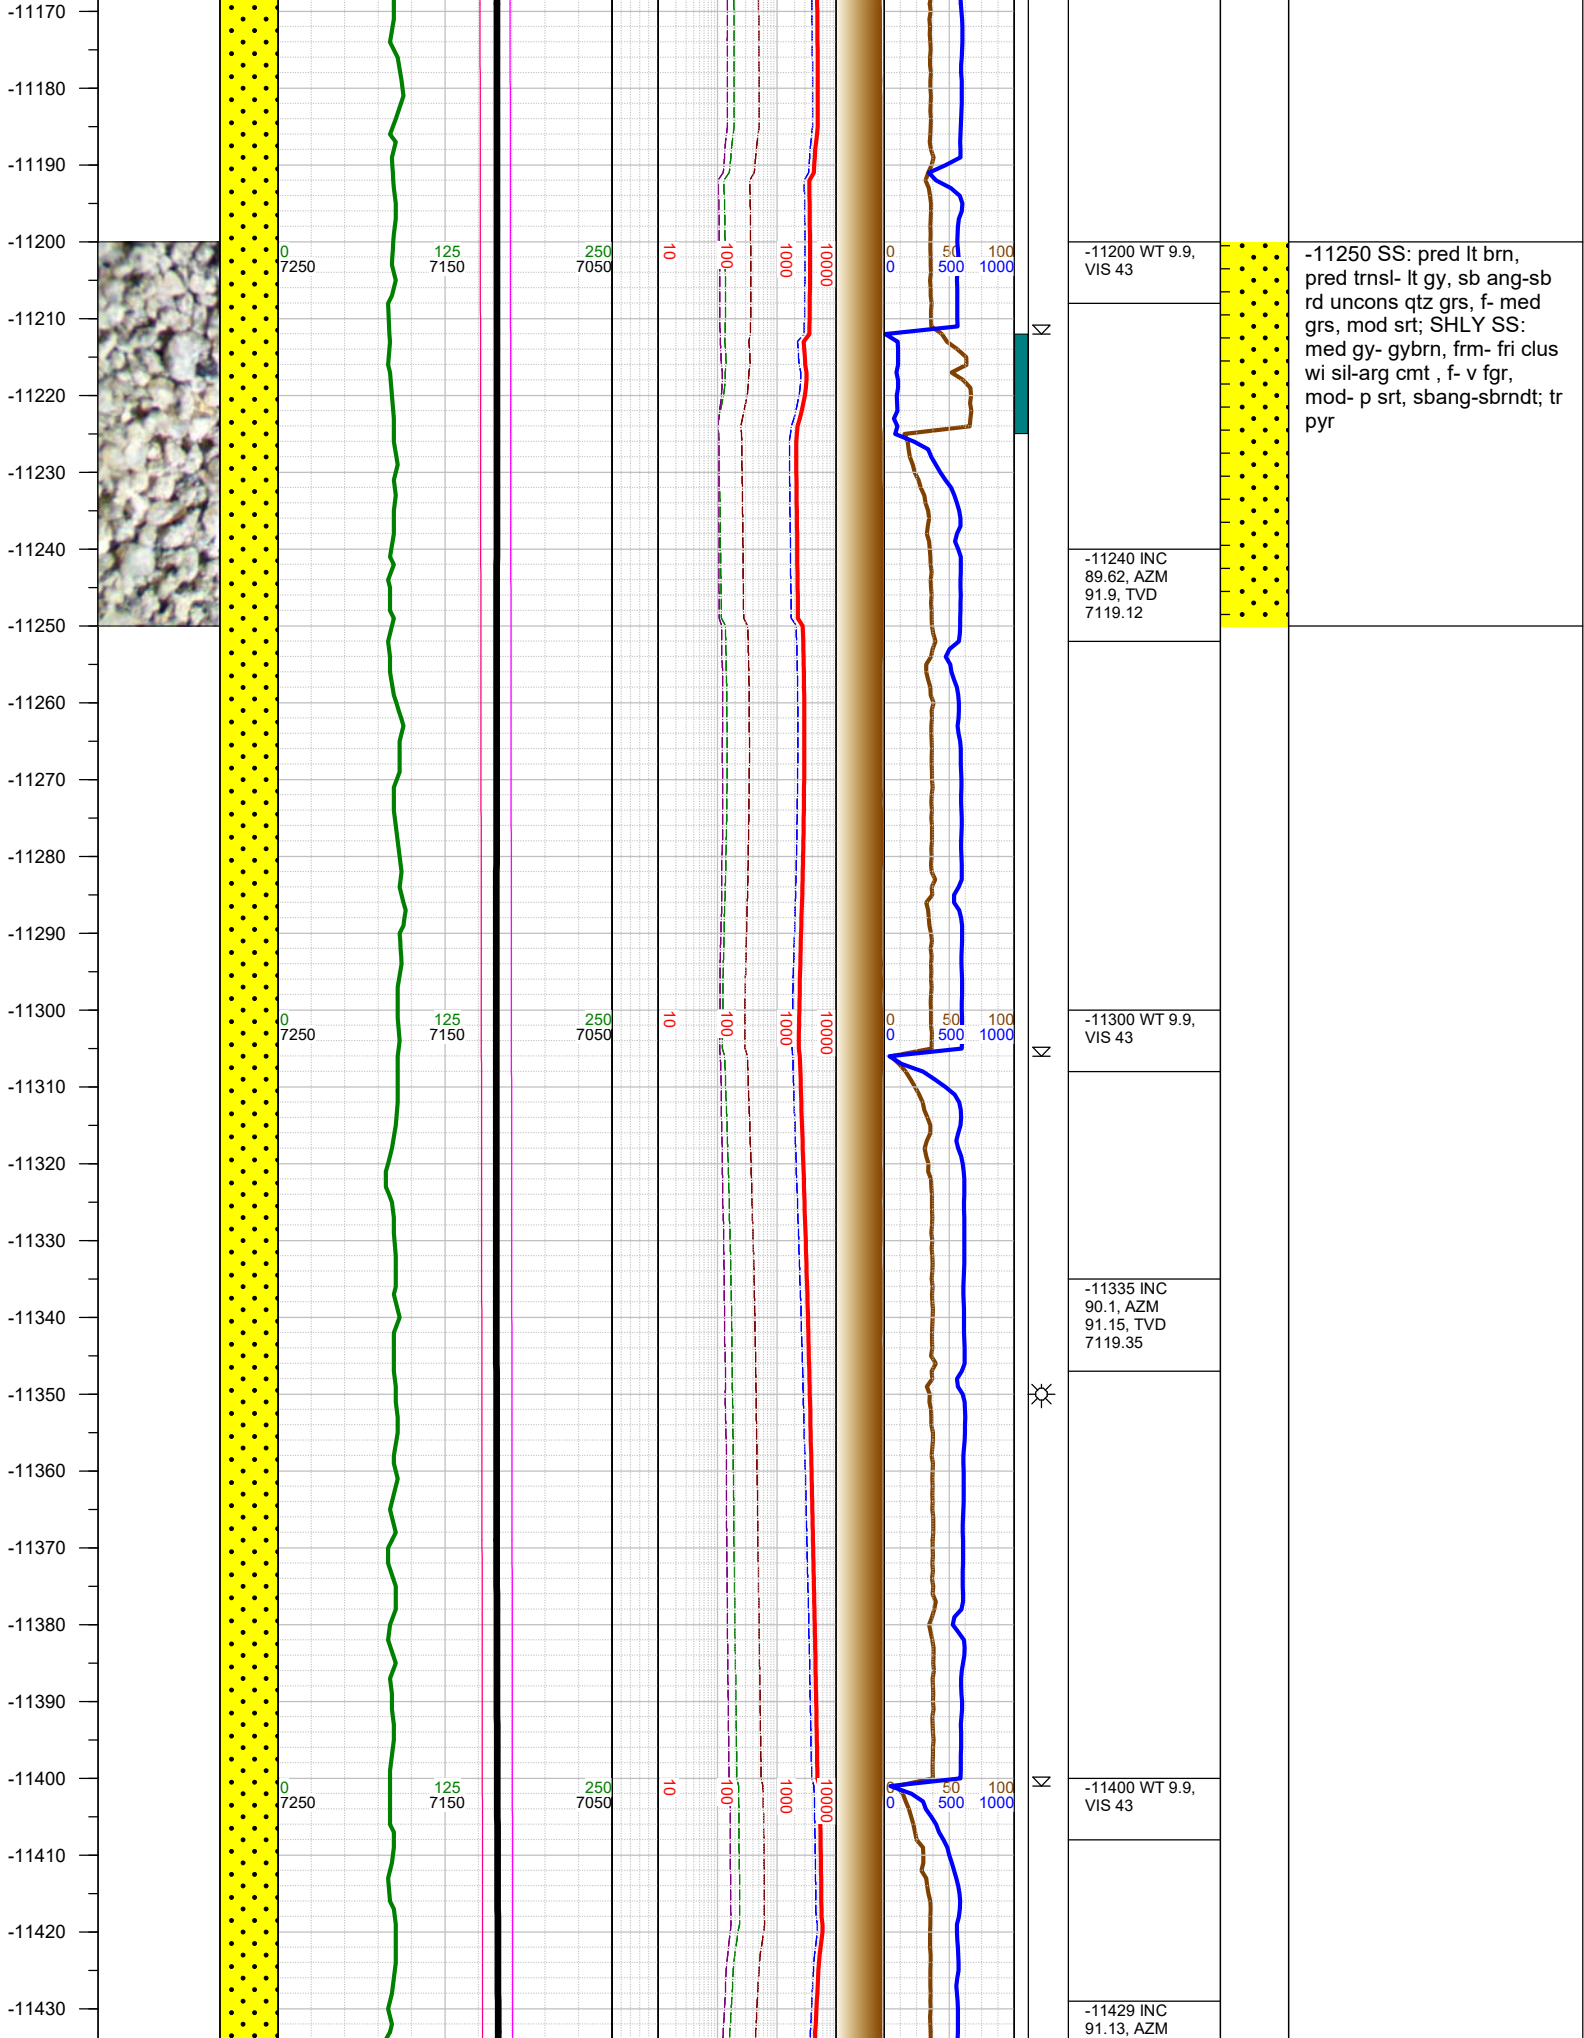 -11170
-11180
-11190
-11200
0 125 250 10 100 1000 10000 0 50 100
7250 7150 7050 0 500 1000
-11200 WT 9.9,
VIS 43
-11250 SS: pred lt brn,
pred trnsl- lt gy, sb ang-sb
rd uncons qtz grs, f- med
grs, mod srt; SHLY SS:
med gy- gybrn, frm- fri clus
wi sil-arg cmt , f- v fgr,
mod- p srt, sbang-sbrndt; tr
pyr
-11210
-11220
-11230
-11240
-11240 INC
89.62, AZM
91.9, TVD
7119.12
-11250
-11260
-11270
-11280
-11290
-11300
0 125 250 10 100 1000 10000 0 50 100
7250 7150 7050 0 500 1000
-11300 WT 9.9,
VIS 43
-11310
-11320
-11330
-11335 INC
90.1, AZM
91.15, TVD
7119.35
-11340
-11350
-11360
-11370
-11380
-11390
-11400
0 125 250 10 100 1000 10000 0 50 100
7250 7150 7050 0 500 1000
-11400 WT 9.9,
VIS 43
-11410
-11420
-11430
-11429 INC
91.13, AZM